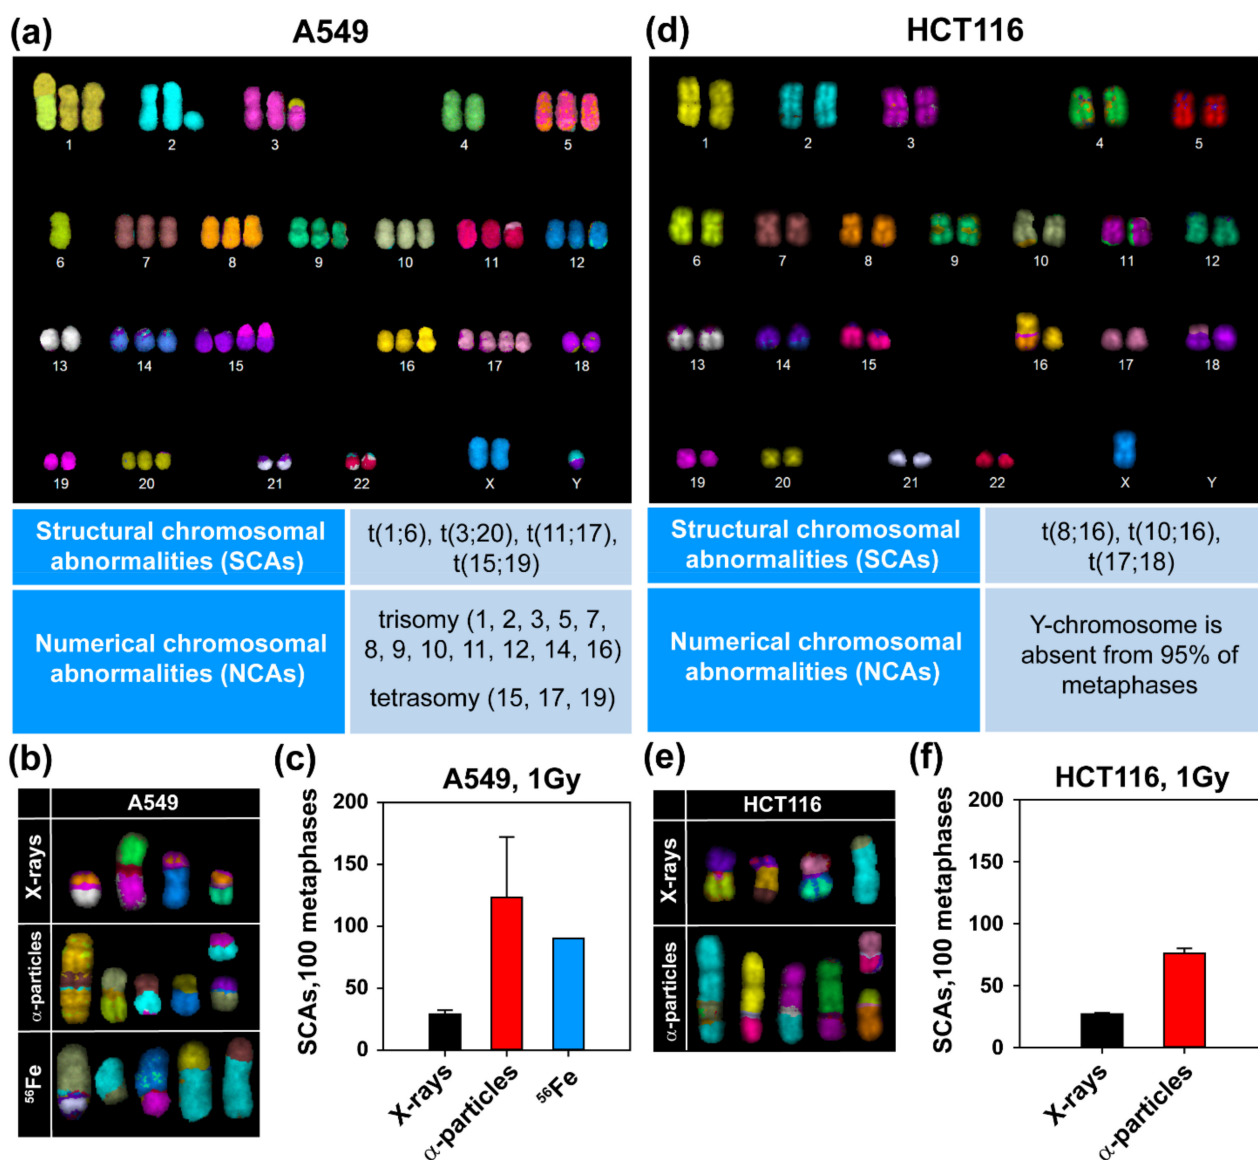 (a)
A549
1
2
3
4
5
6
7
8
9
10
11
12
13
14
15
16
17
18
19
20
21
22
X
Y
Structural chromosomal
abnormalities (SCAs)
t(1;6), t(3;20), t(11;17),
t(15;19)
Numerical chromosomal
abnormalities (NCAs)
trisomy (1, 2, 3, 5, 7,
8, 9, 10, 11, 12, 14, 16)
tetrasomy (15, 17, 19)
(d)
HCT116
1
2
3
4
5
6
7
8
9
10
11
12
13
14
15
16
17
18
19
20
21
22
X
Y
Structural chromosomal
abnormalities (SCAs)
t(8;16), t(10;16),
t(17;18)
Numerical chromosomal
abnormalities (NCAs)
Y-chromosome is
absent from 95% of
metaphases
(b)
A549
X-rays
α-particles
⁵⁶Fe
(c)
A549, 1Gy
SCAs,100 metaphases
200
150
100
50
0
X-rays
α-particles
⁵⁶Fe
(e)
HCT116
X-rays
α-particles
(f)
HCT116, 1Gy
SCAs,100 metaphases
200
150
100
50
0
X-rays
α-particles